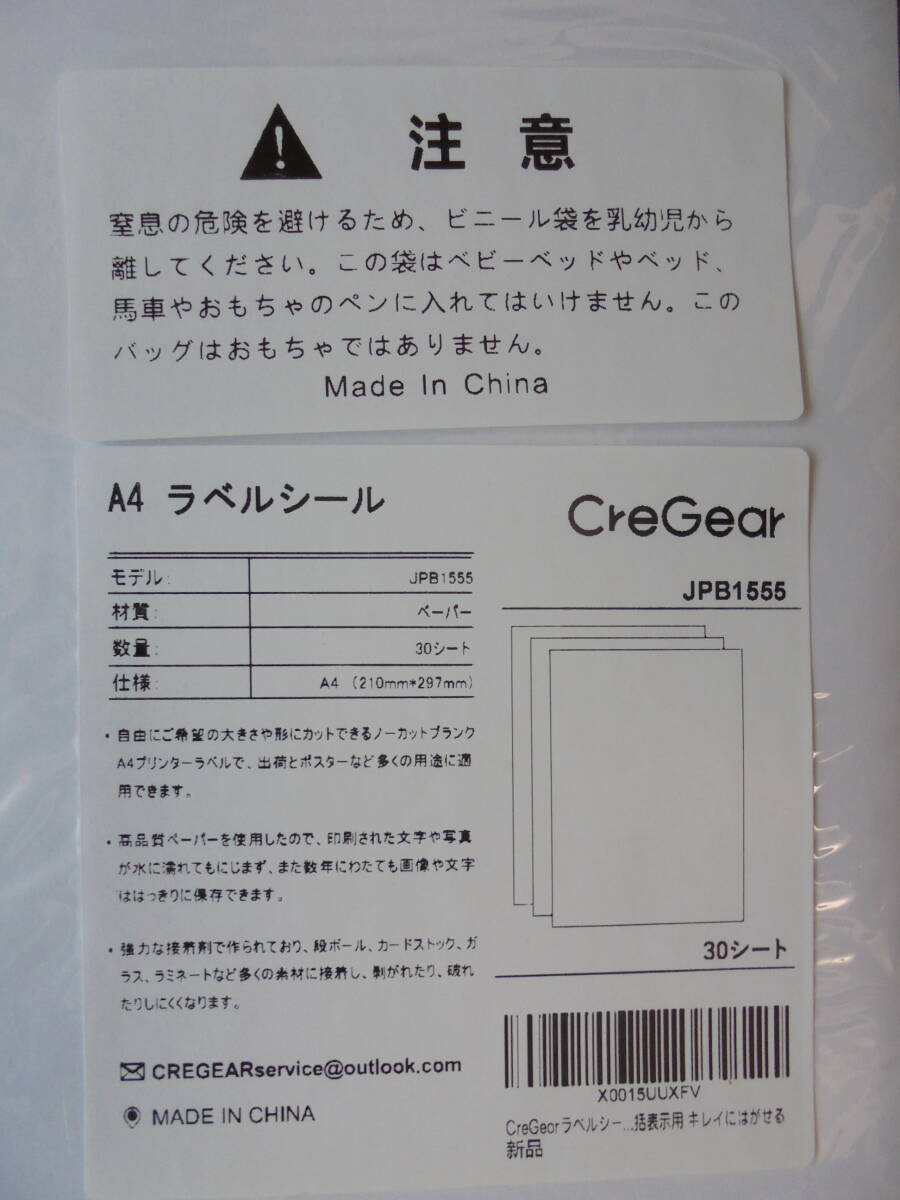 注 意
窒息の危険を避けるため、ビニール袋を乳幼児から
離してください。この袋はベビーベッドやベッド、
馬車やおもちゃのペンに入れてはいけません。この
バッグはおもちゃではありません。
Made In China
A4 ラベルシール
モデル: JPB1555
材質: ペーパー
数量: 30シート
仕様: A4 (210mm*297mm)
・自由にご希望の大きさや形にカットできるノーカットブランク
A4プリンターラベルで、出荷とポスターなど多くの用途に適
用できます。
・高品質ペーパーを使用したので、印刷された文字や写真
が水に濡れてもにじまず、また数年にわたても画像や文字
ははっきりに保存できます。
・強力な接着剤で作られており、段ボール、カードストック、ガ
ラス、ラミネートなど多くの素材に接着し、剥がれたり、破れ
たりしにくくなります。
CREGEARservice@outlook.com
MADE IN CHINA
CreGear
JPB1555
30シート
X0015UUXFV
CreGearラベルシー...括表示用 キレイにはがせる
新品